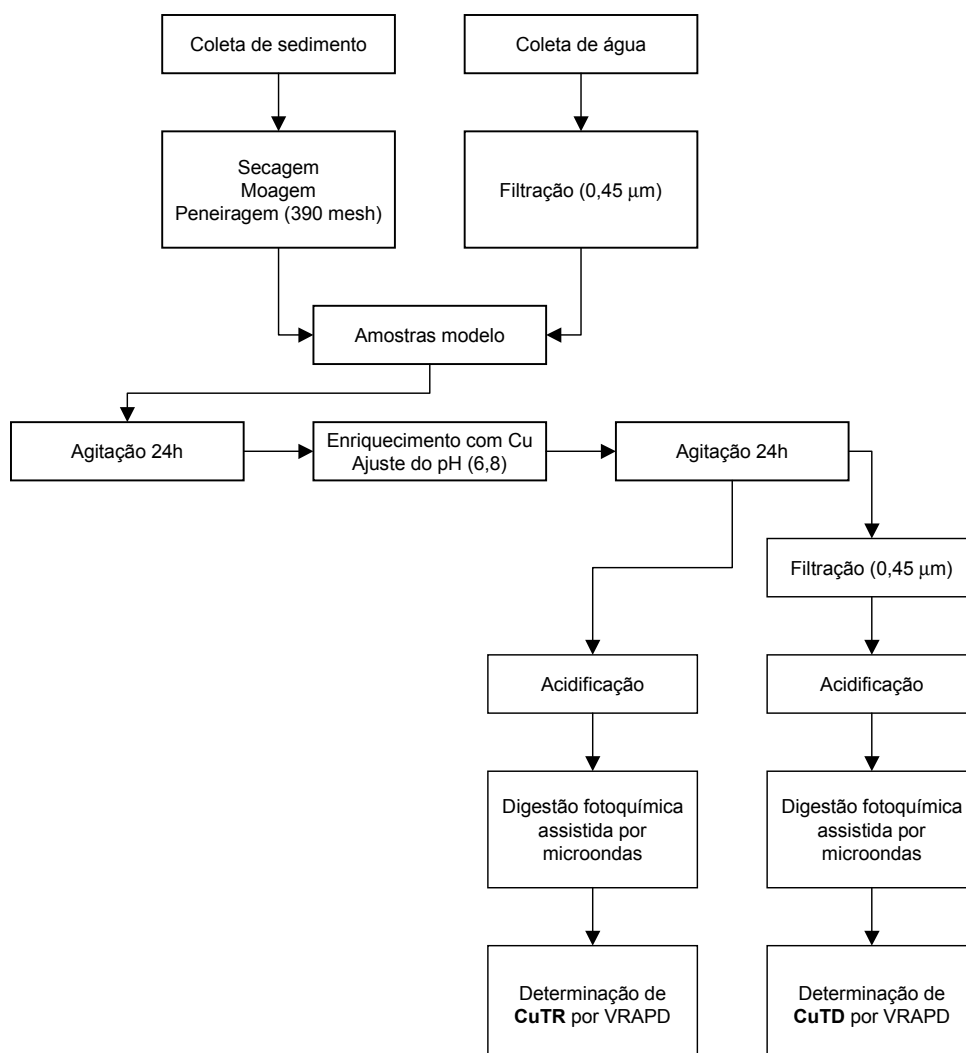 Coleta de sedimento
Coleta de água
Secagem
Moagem
Peneiragem (390 mesh)
Filtração (0,45 μm)
Amostras modelo
Agitação 24h
Enriquecimento com Cu
Ajuste do pH (6,8)
Agitação 24h
Filtração (0,45 μm)
Acidificação
Acidificação
Digestão fotoquímica
assistida por
microondas
Digestão fotoquímica
assistida por
microondas
Determinação de
CuTR por VRAPD
Determinação de
CuTD por VRAPD